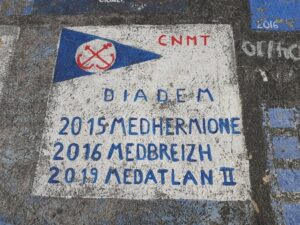 CNMT
DIADEM
2015 MEDHERMIONE
2016 MEDBREIZH
2019 MEDATLAN II
2016